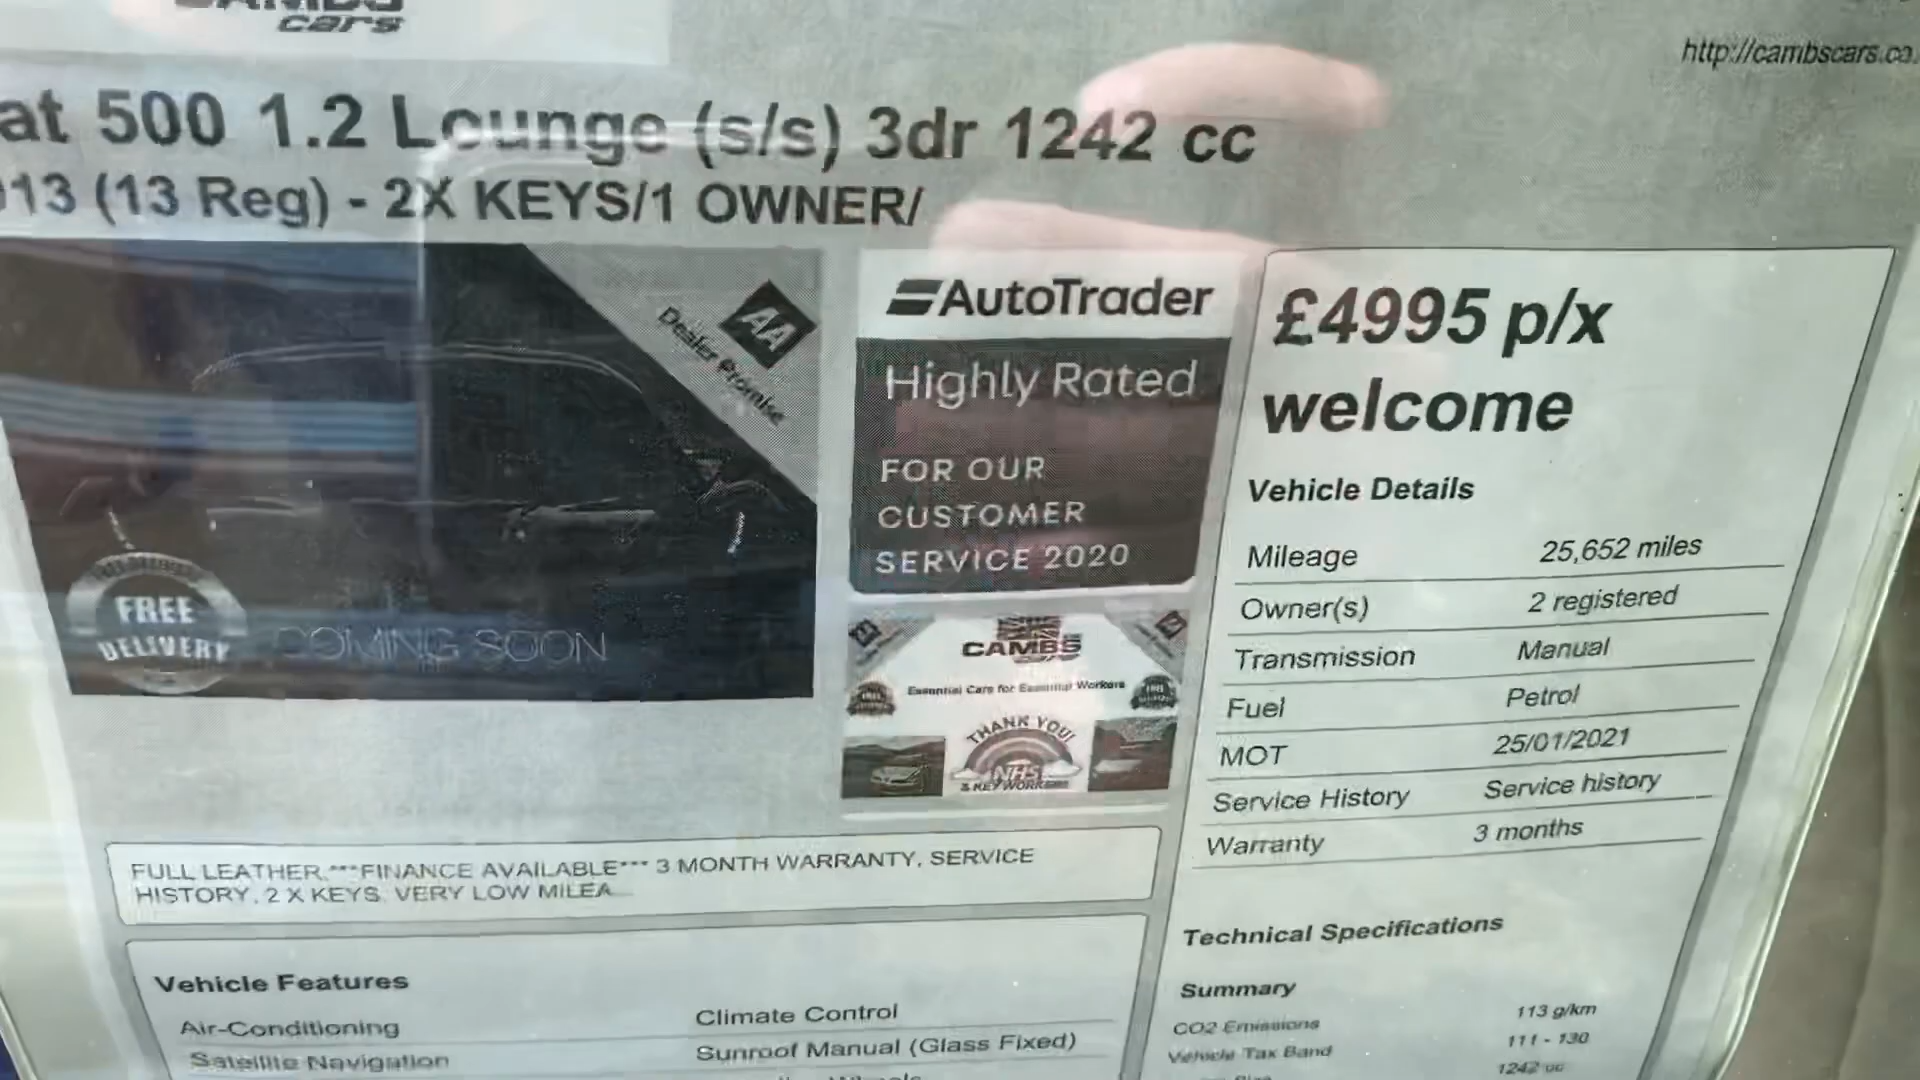 CAMBS
cars
http://cambscars.co.
at 500 1.2 Lounge (s/s) 3dr 1242 cc
013 (13 Reg) - 2X KEYS/1 OWNER/
AA
Dealer Promise
FREE
DELIVERY
COMING SOON
AutoTrader
Highly Rated
FOR OUR
CUSTOMER
SERVICE 2020
CAMBS
cars
Essential Cars for Essential Workers
THANK YOU!
NHS
& KEY WORKERS
£4995 p/x
welcome
Vehicle Details
Mileage 25,652 miles
Owner(s) 2 registered
Transmission Manual
Fuel Petrol
MOT 25/01/2021
Service History Service history
Warranty 3 months
FULL LEATHER,***FINANCE AVAILABLE*** 3 MONTH WARRANTY, SERVICE
HISTORY, 2 X KEYS, VERY LOW MILEA...
Vehicle Features
Air-Conditioning Climate Control
Satellite Navigation Sunroof Manual (Glass Fixed)
Technical Specifications
Summary
CO2 Emissions 113 g/km
Vehicle Tax Band 111 - 130
1242 cc